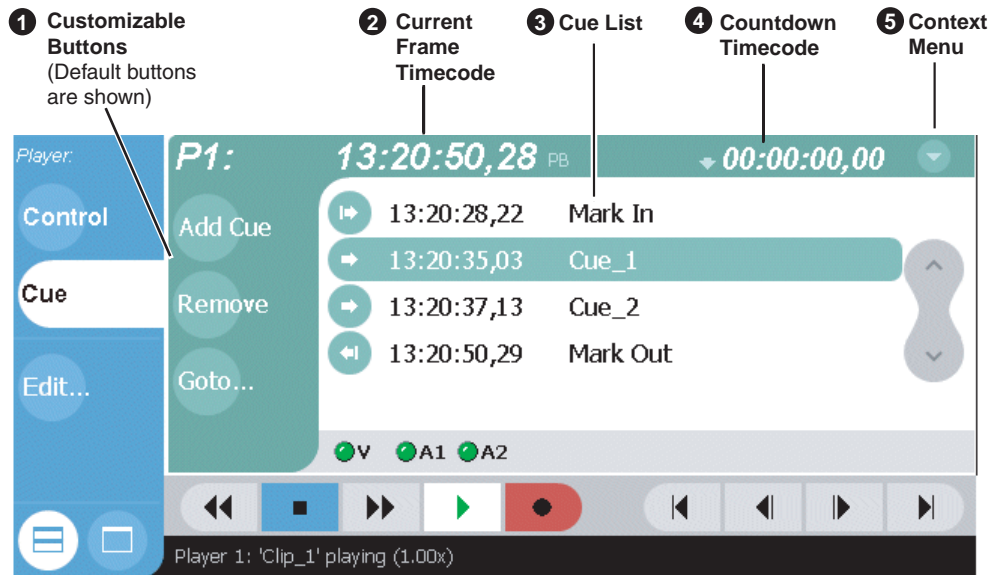 1 Customizable
Buttons
(Default buttons
are shown)
2 Current
Frame
Timecode
3 Cue List
4 Countdown
Timecode
5 Context
Menu
Player:
Control
Cue
Edit...
P1:
13:20:50,28 PB
00:00:00,00
Add Cue
Remove
Goto...
13:20:28,22 Mark In
13:20:35,03 Cue_1
13:20:37,13 Cue_2
13:20:50,29 Mark Out
V A1 A2
Player 1: 'Clip_1' playing (1.00x)